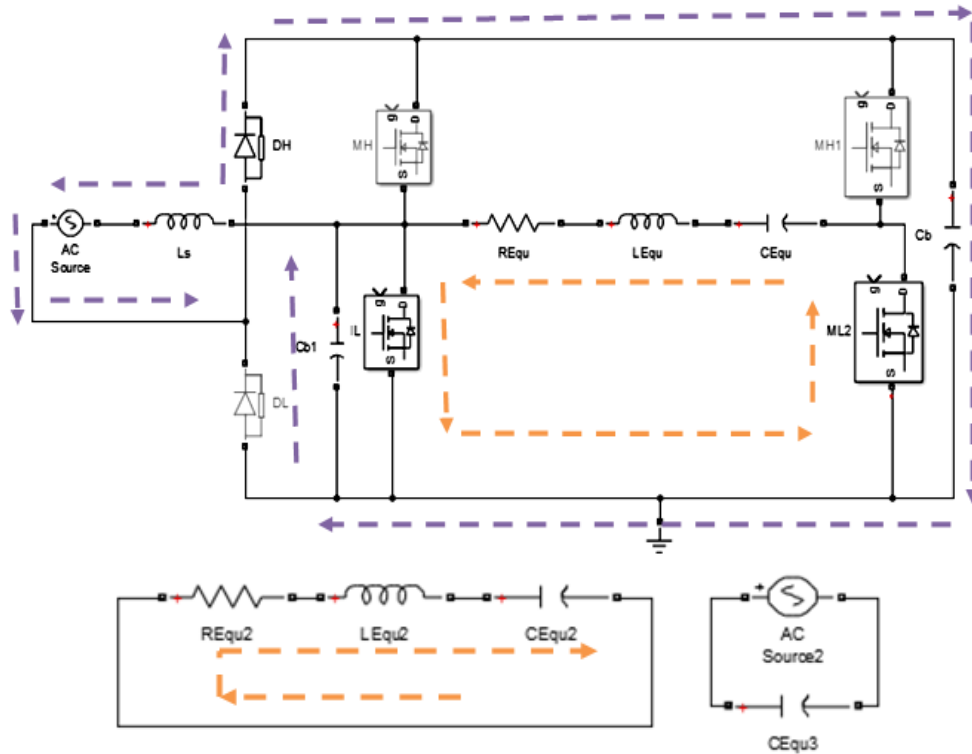 g D
MH
S
g D
MH1
S
DH
+
AC
Source
Ls
REqu
LEqu
CEqu
Cb
g D
IL
S
Cb1
g D
ML2
S
DL
REqu2
LEqu2
CEqu2
+
AC
Source2
CEqu3